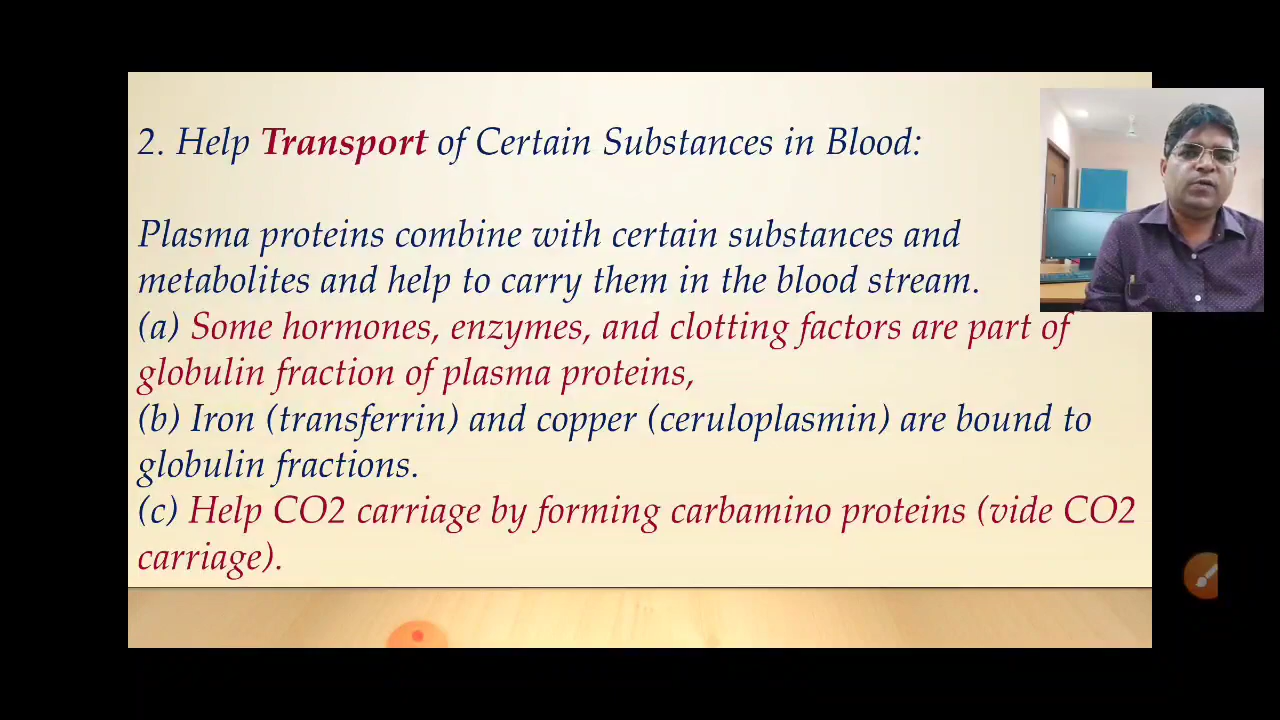 2. Help Transport of Certain Substances in Blood:
Plasma proteins combine with certain substances and
metabolites and help to carry them in the blood stream.
(a) Some hormones, enzymes, and clotting factors are part of
globulin fraction of plasma proteins,
(b) Iron (transferrin) and copper (ceruloplasmin) are bound to
globulin fractions.
(c) Help CO2 carriage by forming carbamino proteins (vide CO2
carriage).